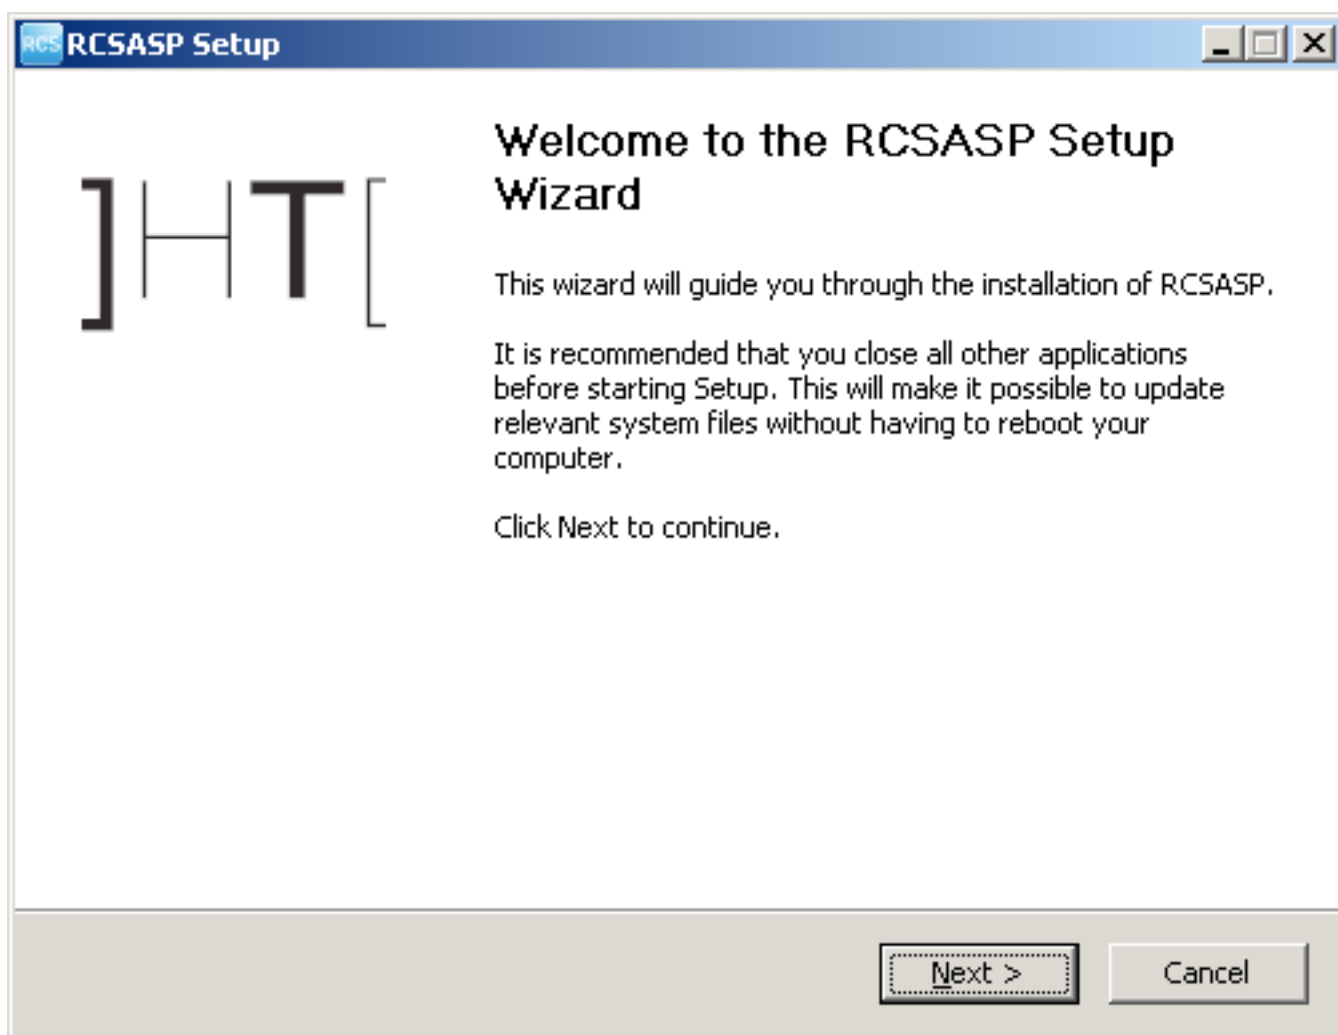 RCS RCSASP Setup
]HT[
Welcome to the RCSASP Setup
Wizard
This wizard will guide you through the installation of RCSASP.
It is recommended that you close all other applications
before starting Setup. This will make it possible to update
relevant system files without having to reboot your
computer.
Click Next to continue.
Next >
Cancel